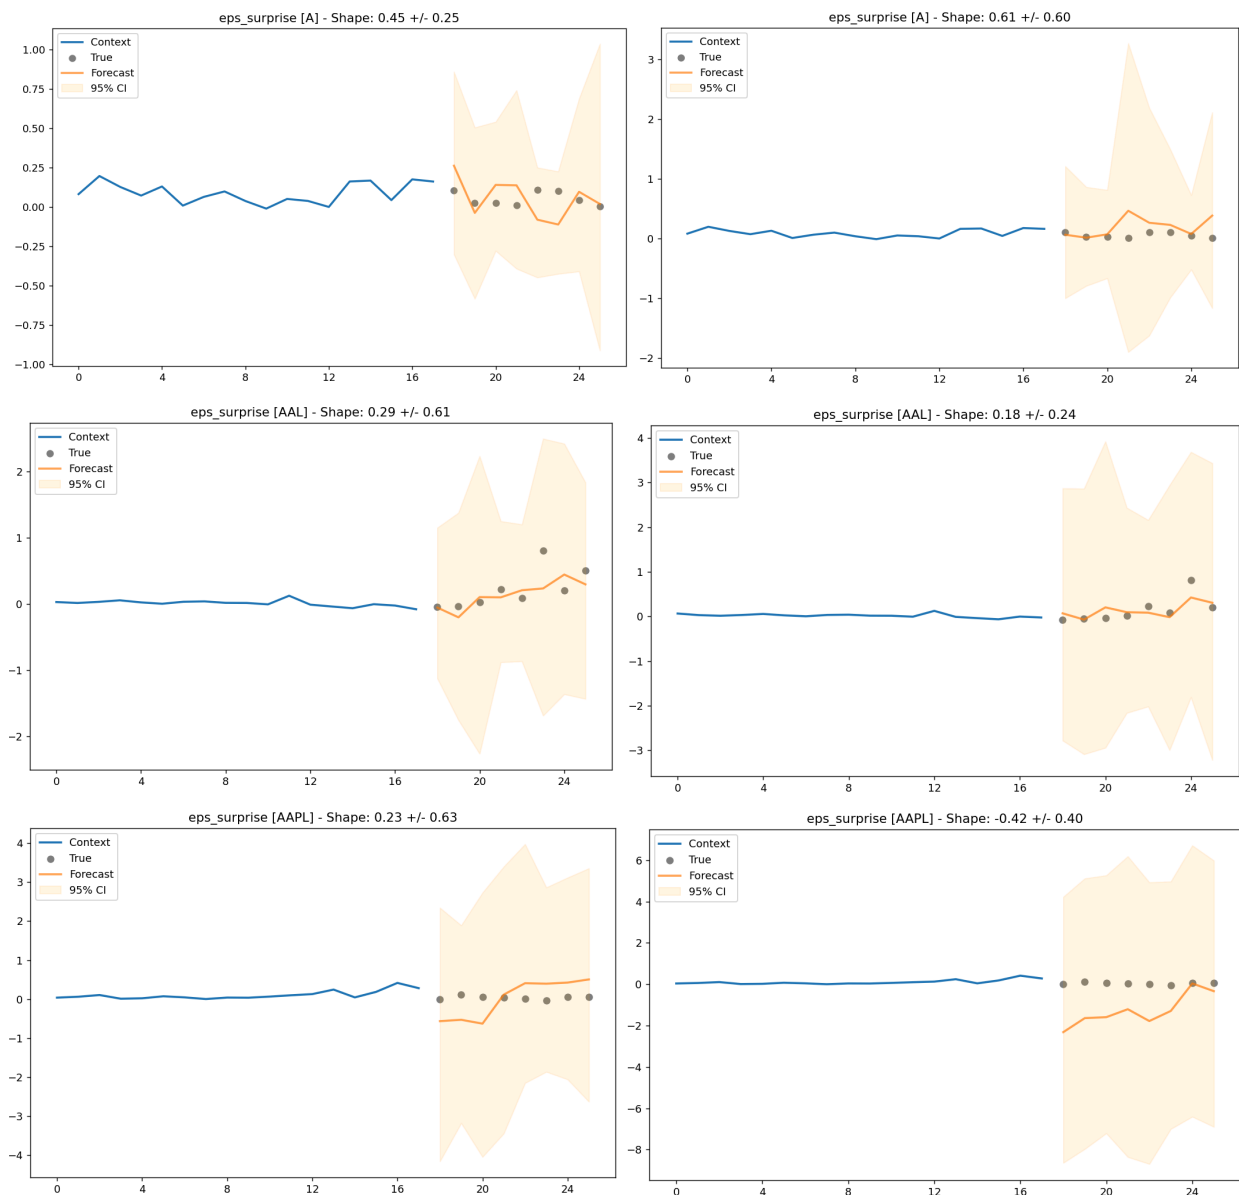 eps_surprise [A] - Shape: 0.45 +/- 0.25
1.00
0.75
0.50
0.25
0.00
−0.25
−0.50
−0.75
−1.00
Context
True
Forecast
95% CI
0 4 8 12 16 20 24
eps_surprise [A] - Shape: 0.61 +/- 0.60
3
2
1
0
−1
−2
Context
True
Forecast
95% CI
0 4 8 12 16 20 24
eps_surprise [AAL] - Shape: 0.29 +/- 0.61
2
1
0
−1
−2
Context
True
Forecast
95% CI
0 4 8 12 16 20 24
eps_surprise [AAL] - Shape: 0.18 +/- 0.24
4
3
2
1
0
−1
−2
−3
Context
True
Forecast
95% CI
0 4 8 12 16 20 24
eps_surprise [AAPL] - Shape: 0.23 +/- 0.63
4
3
2
1
0
−1
−2
−3
−4
Context
True
Forecast
95% CI
0 4 8 12 16 20 24
eps_surprise [AAPL] - Shape: -0.42 +/- 0.40
6
4
2
0
−2
−4
−6
−8
Context
True
Forecast
95% CI
0 4 8 12 16 20 24